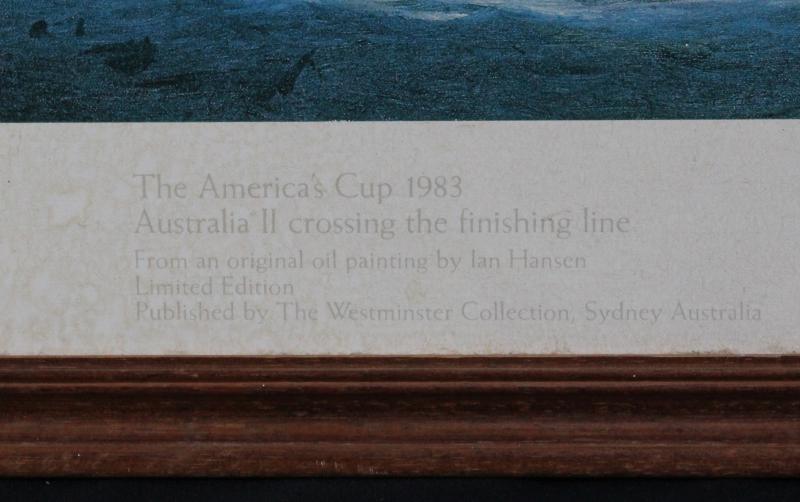 The America's Cup 1983
Australia II crossing the finishing line
From an original oil painting by Ian Hansen
Limited Edition
Published by The Westminster Collection, Sydney Australia